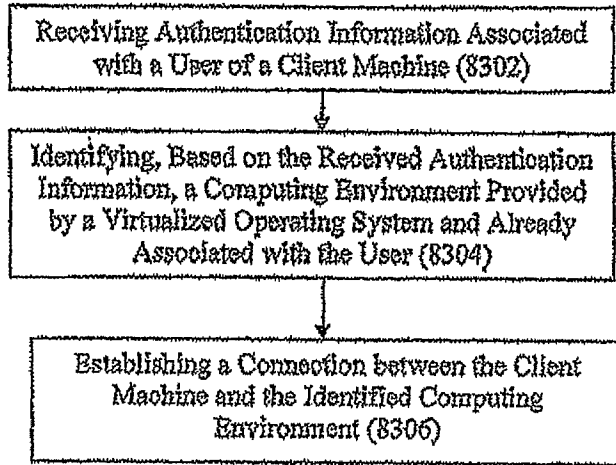 Receiving Authentication Information Associated
with a User of a Client Machine (8302)
Identifying, Based on the Received Authentication
Information, a Computing Environment Provided
by a Virtualized Operating System and Already
Associated with the User (8304)
Establishing a Connection between the Client
Machine and the Identified Computing
Environment (8306)